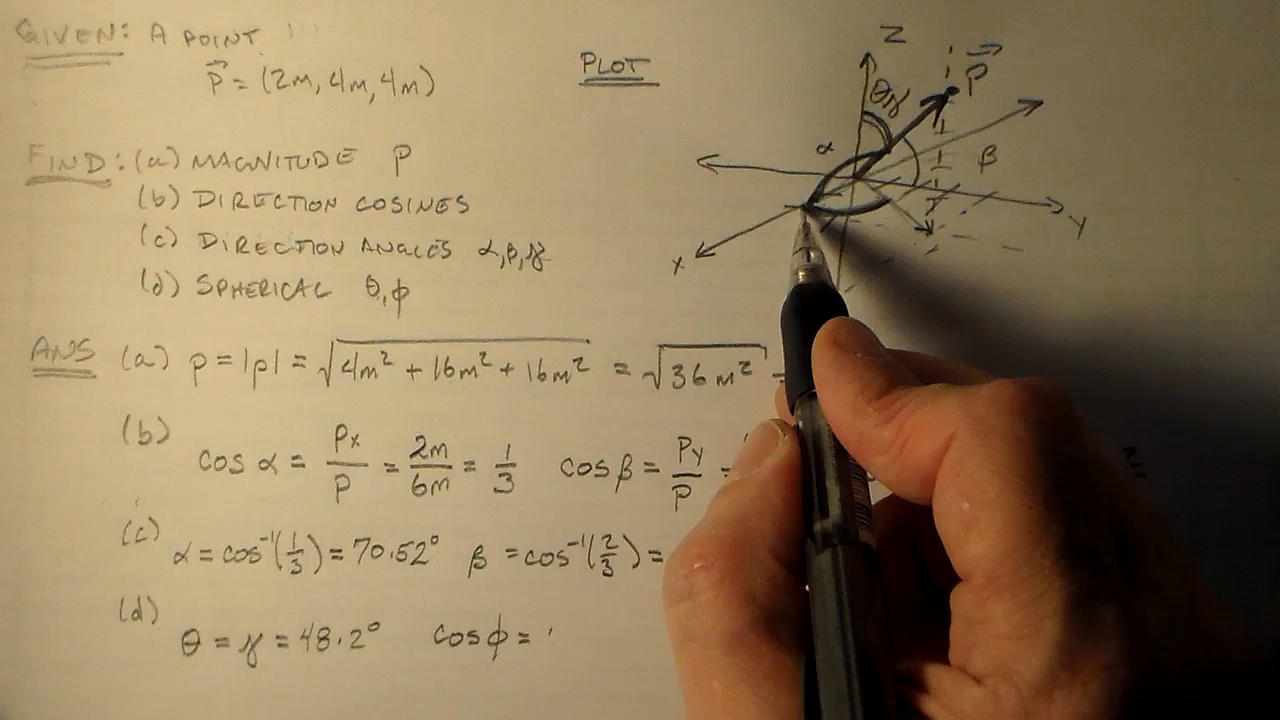 GIVEN: A POINT
P⃗ = (2m, 4m, 4m)
PLOT
Z
P⃗
θ,γ
α
β
Y
X
FIND: (a) MAGNITUDE P
(b) DIRECTION COSINES
(c) DIRECTION ANGLES α,β,γ
(d) SPHERICAL θ,ϕ
ANS (a) p = |p| = √4m² + 16m² + 16m² = √36m² =
(b) cos α = Px/P = 2m/6m = 1/3 cos β = Py/P =
(c) α = cos⁻¹(1/3) = 70.52° β = cos⁻¹(2/3) =
(d) θ = γ = 48.2° cos ϕ =